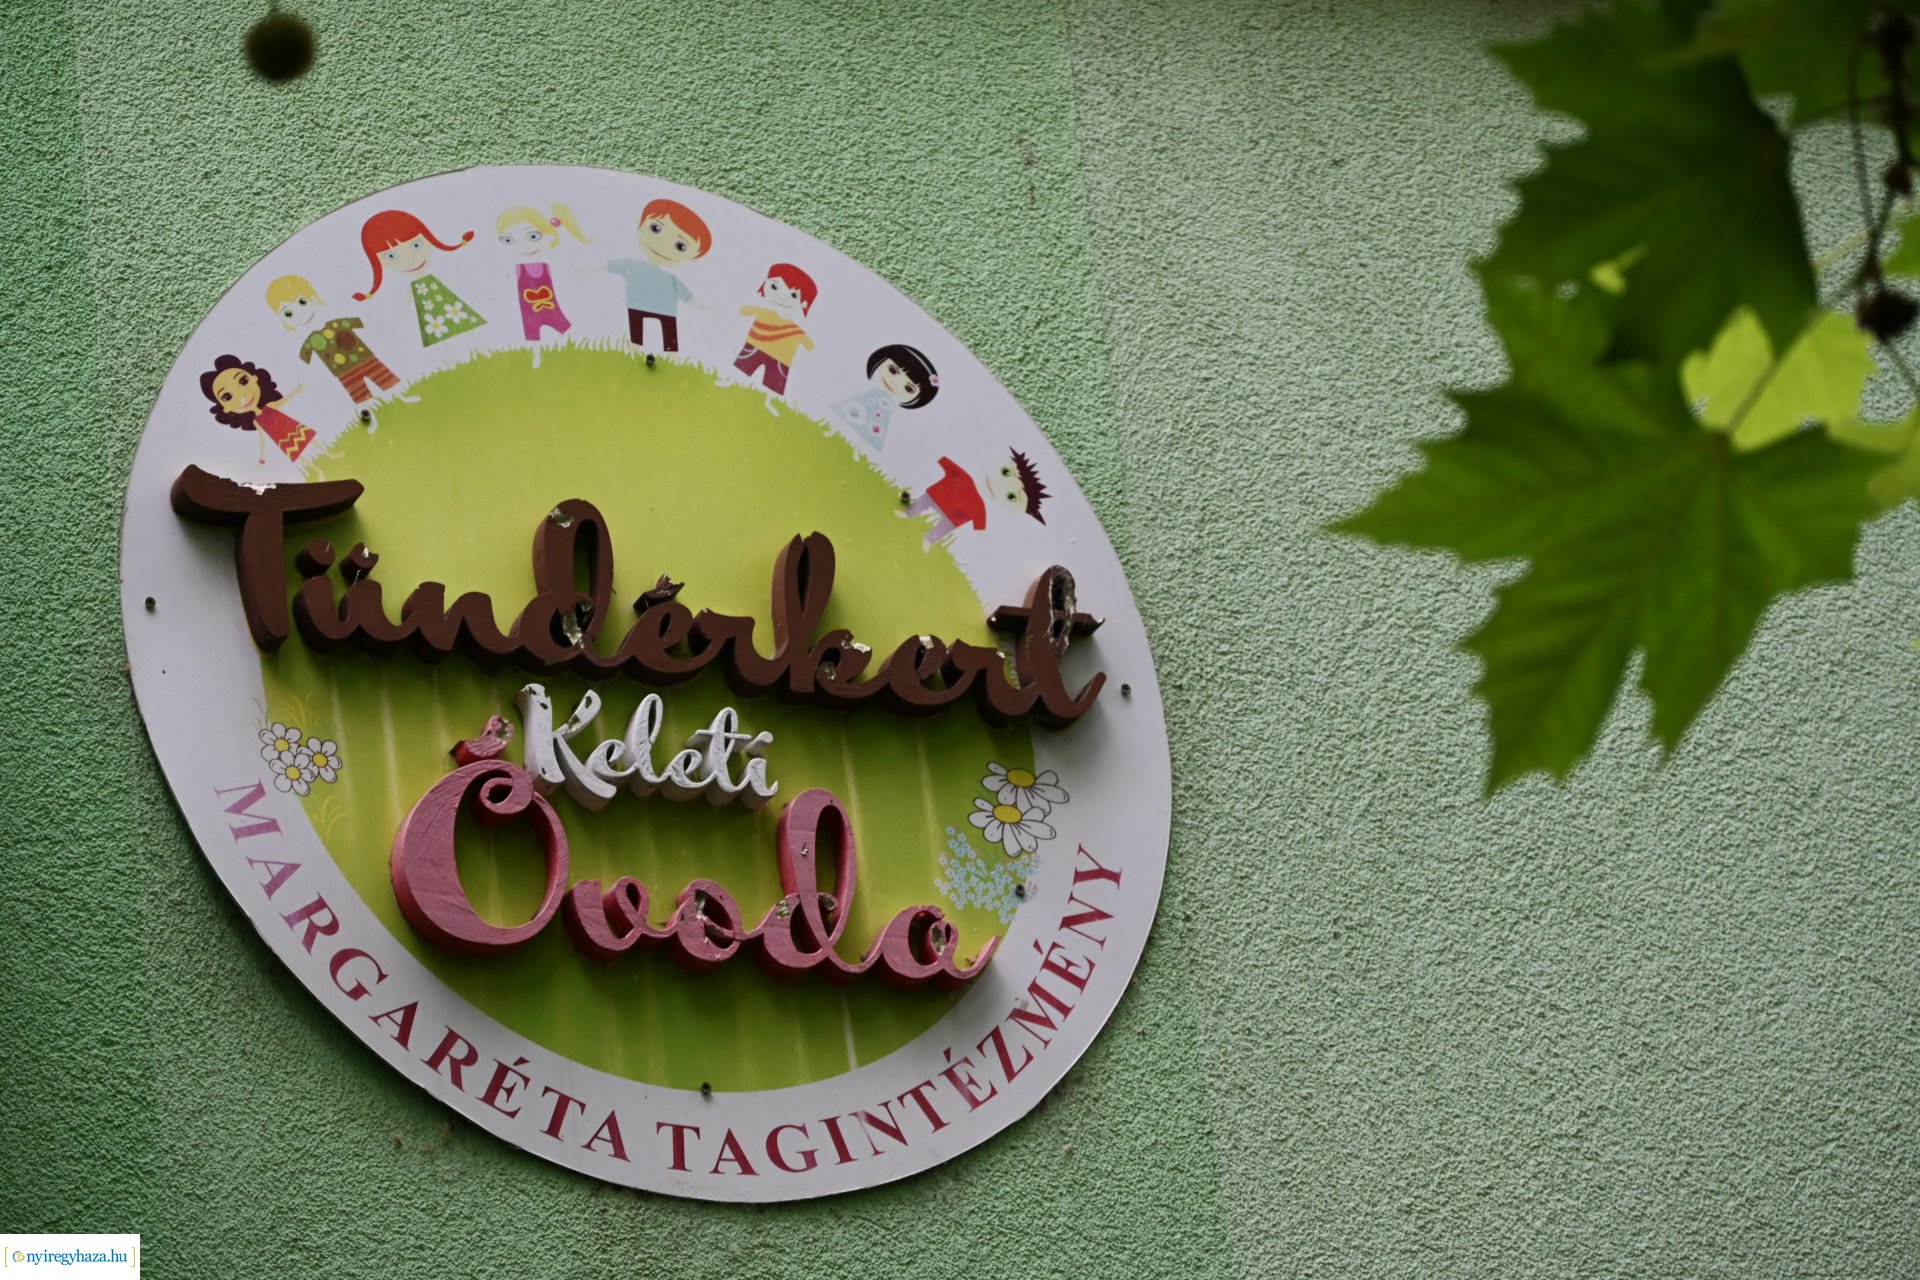 Tündérkert
Keleti
Óvoda
MARGARÉTA TAGINTÉZMÉNY
nyiregyhaza.hu